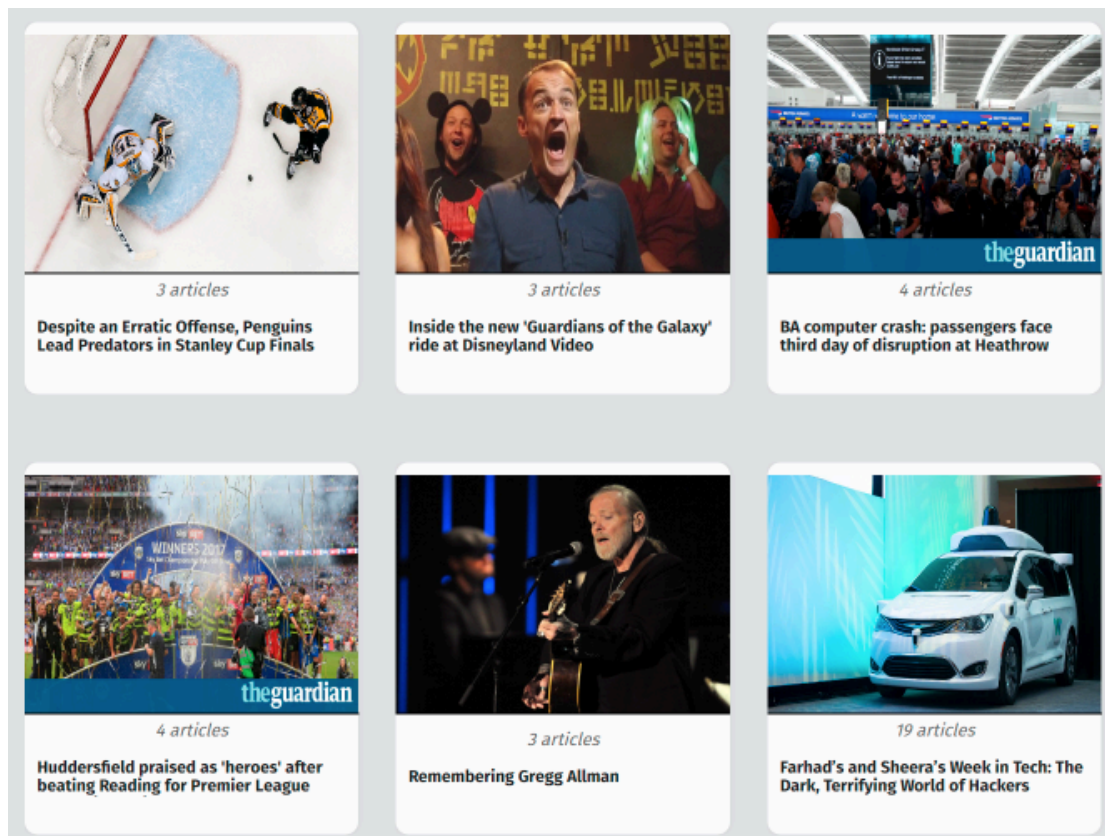 3 articles
Despite an Erratic Offense, Penguins
Lead Predators in Stanley Cup Finals
3 articles
Inside the new 'Guardians of the Galaxy'
ride at Disneyland Video
theguardian
4 articles
BA computer crash: passengers face
third day of disruption at Heathrow
WINNERS 2017
sky
sky
theguardian
4 articles
Huddersfield praised as 'heroes' after
beating Reading for Premier League
3 articles
Remembering Gregg Allman
19 articles
Farhad’s and Sheera’s Week in Tech: The
Dark, Terrifying World of Hackers